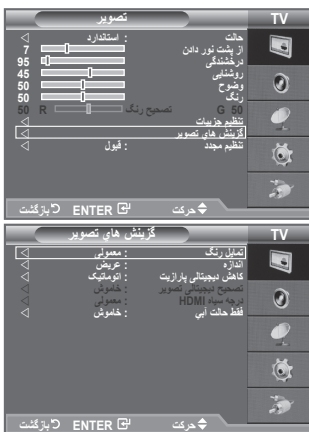 TV
تصویر
حالت : استاندارد
از پشت نور دادن 7
درخشندگی 95
روشنایی 45
وضوح 50
رنگ 50
G 50 تصحیح رنگ R 50
تنظیم جزییات
گزینش های تصویر
تنظیم مجدد : قبول
حرکت ENTER بازگشت
TV
گزینش های تصویر
تمایل رنگ : معمولی
اندازه : عریض
کاهش دیجیتالی پارازیت : اتوماتیک
تصحیح دیجیتالی تصویر : خاموش
درجه سیاه HDMI : معمولی
فقط حالت آبي : خاموش
حرکت ENTER بازگشت